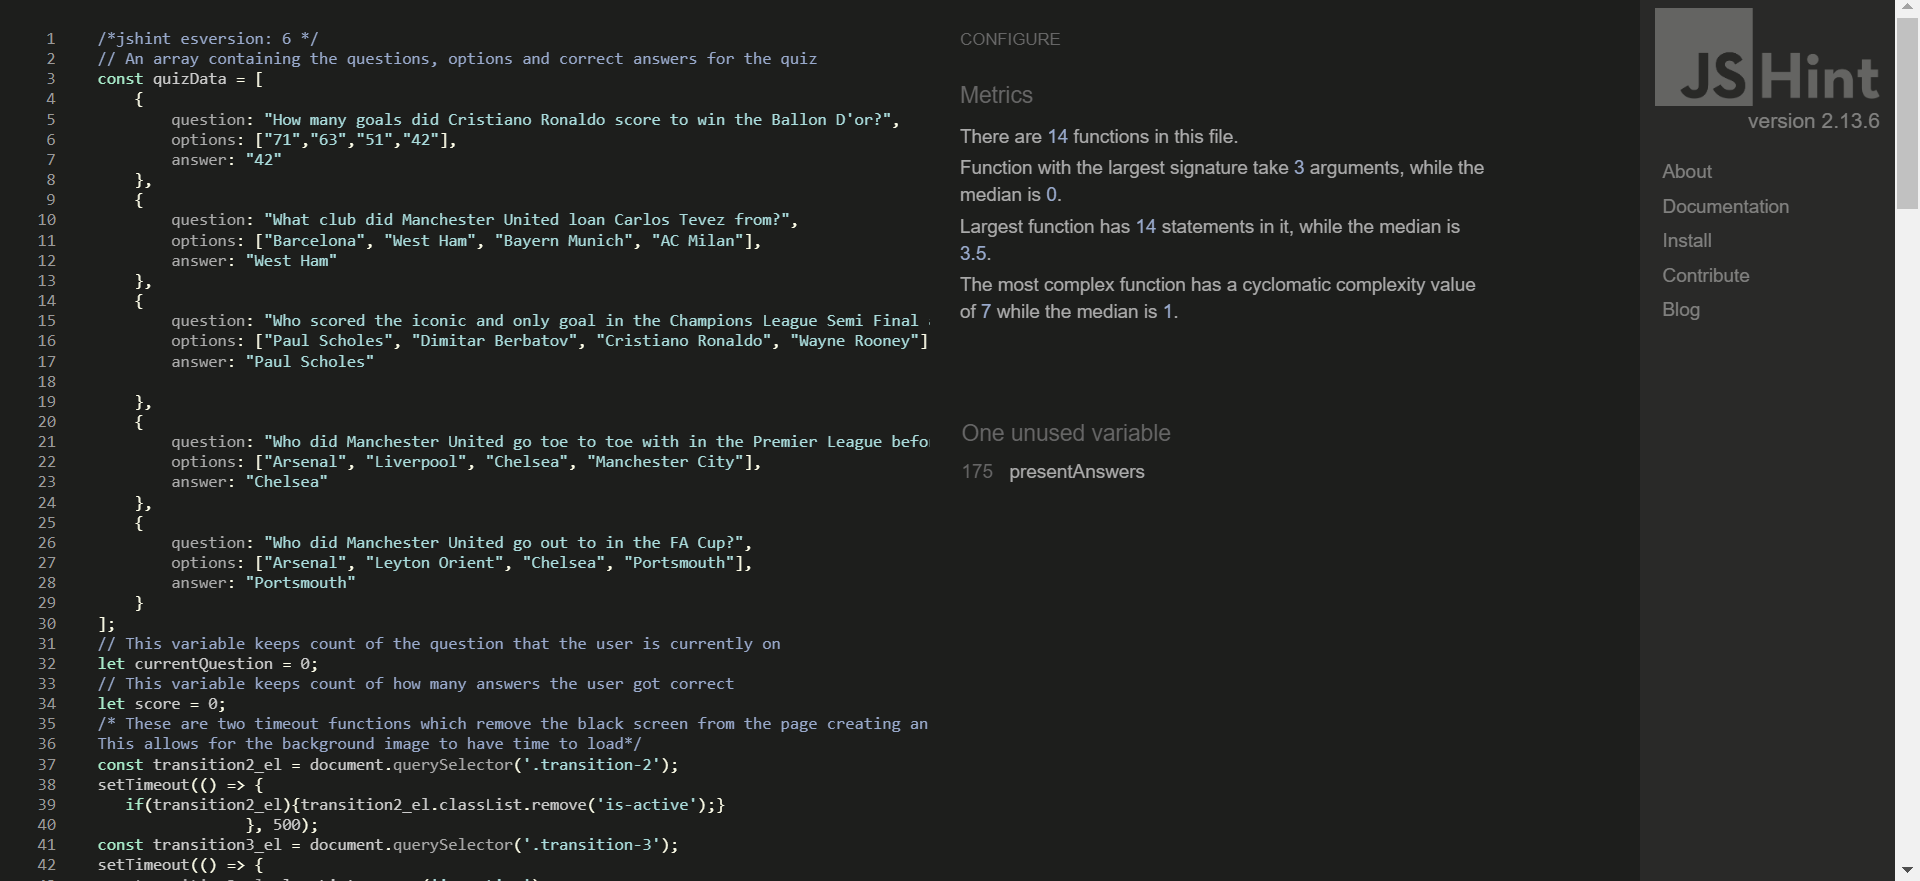 1 /*jshint esversion: 6 */
2 // An array containing the questions, options and correct answers for the quiz
3 const quizData = [
4 {
5 question: "How many goals did Cristiano Ronaldo score to win the Ballon D'or?",
6 options: ["71","63","51","42"],
7 answer: "42"
8 },
9 {
10 question: "What club did Manchester United loan Carlos Tevez from?",
11 options: ["Barcelona", "West Ham", "Bayern Munich", "AC Milan"],
12 answer: "West Ham"
13 },
14 {
15 question: "Who scored the iconic and only goal in the Champions League Semi Final
16 options: ["Paul Scholes", "Dimitar Berbatov", "Cristiano Ronaldo", "Wayne Rooney"]
17 answer: "Paul Scholes"
18
19 },
20 {
21 question: "Who did Manchester United go toe to toe with in the Premier League befo
22 options: ["Arsenal", "Liverpool", "Chelsea", "Manchester City"],
23 answer: "Chelsea"
24 },
25 {
26 question: "Who did Manchester United go out to in the FA Cup?",
27 options: ["Arsenal", "Leyton Orient", "Chelsea", "Portsmouth"],
28 answer: "Portsmouth"
29 }
30 ];
31 // This variable keeps count of the question that the user is currently on
32 let currentQuestion = 0;
33 // This variable keeps count of how many answers the user got correct
34 let score = 0;
35 /* These are two timeout functions which remove the black screen from the page creating an
36 This allows for the background image to have time to load*/
37 const transition2_el = document.querySelector('.transition-2');
38 setTimeout(() => {
39 if(transition2_el){transition2_el.classList.remove('is-active');}
40 }, 500);
41 const transition3_el = document.querySelector('.transition-3');
42 setTimeout(() => {
CONFIGURE
Metrics
There are 14 functions in this file.
Function with the largest signature take 3 arguments, while the
median is 0.
Largest function has 14 statements in it, while the median is
3.5.
The most complex function has a cyclomatic complexity value
of 7 while the median is 1.
One unused variable
175 presentAnswers
JSHint
version 2.13.6
About
Documentation
Install
Contribute
Blog